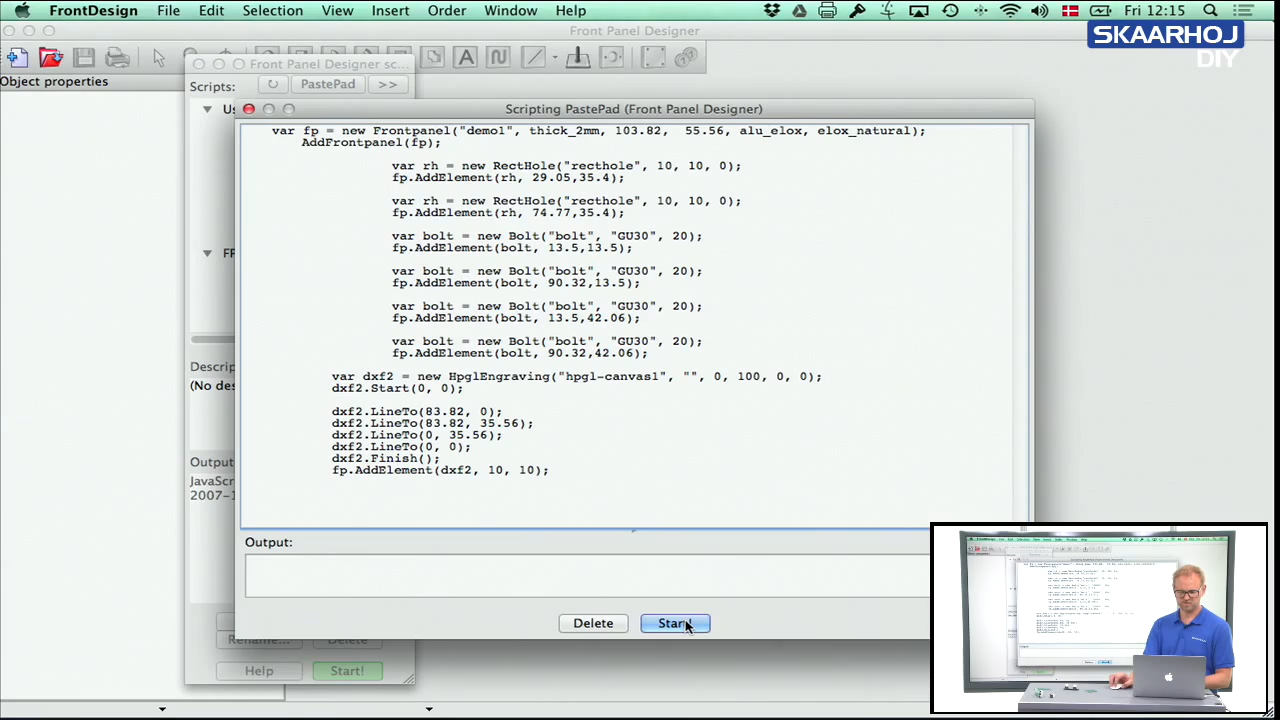 FrontDesign File Edit Selection View Insert Order Window Help Fri 12:15
SKAARHOJ
DIY
Front Panel Designer
Object properties
Front Panel Designer sc...
Scripts:
PastePad
>>
Us
Scripting PastePad (Front Panel Designer)
var fp = new Frontpanel("demo1", thick_2mm, 103.82, 55.56, alu_elox, elox_natural);
AddFrontpanel(fp);
var rh = new RectHole("recthole", 10, 10, 0);
fp.AddElement(rh, 29.05,35.4);
var rh = new RectHole("recthole", 10, 10, 0);
fp.AddElement(rh, 74.77,35.4);
var bolt = new Bolt("bolt", "GU30", 20);
fp.AddElement(bolt, 13.5,13.5);
var bolt = new Bolt("bolt", "GU30", 20);
fp.AddElement(bolt, 90.32,13.5);
var bolt = new Bolt("bolt", "GU30", 20);
fp.AddElement(bolt, 13.5,42.06);
var bolt = new Bolt("bolt", "GU30", 20);
fp.AddElement(bolt, 90.32,42.06);
var dxf2 = new HpglEngraving("hpgl-canvas1", "", 0, 100, 0, 0);
dxf2.Start(0, 0);
dxf2.LineTo(83.82, 0);
dxf2.LineTo(83.82, 35.56);
dxf2.LineTo(0, 35.56);
dxf2.LineTo(0, 0);
dxf2.Finish();
fp.AddElement(dxf2, 10, 10);
FF
Descrip
(No des
Output
JavaScr
2007-1
Output:
Delete
Start
Help
Start!